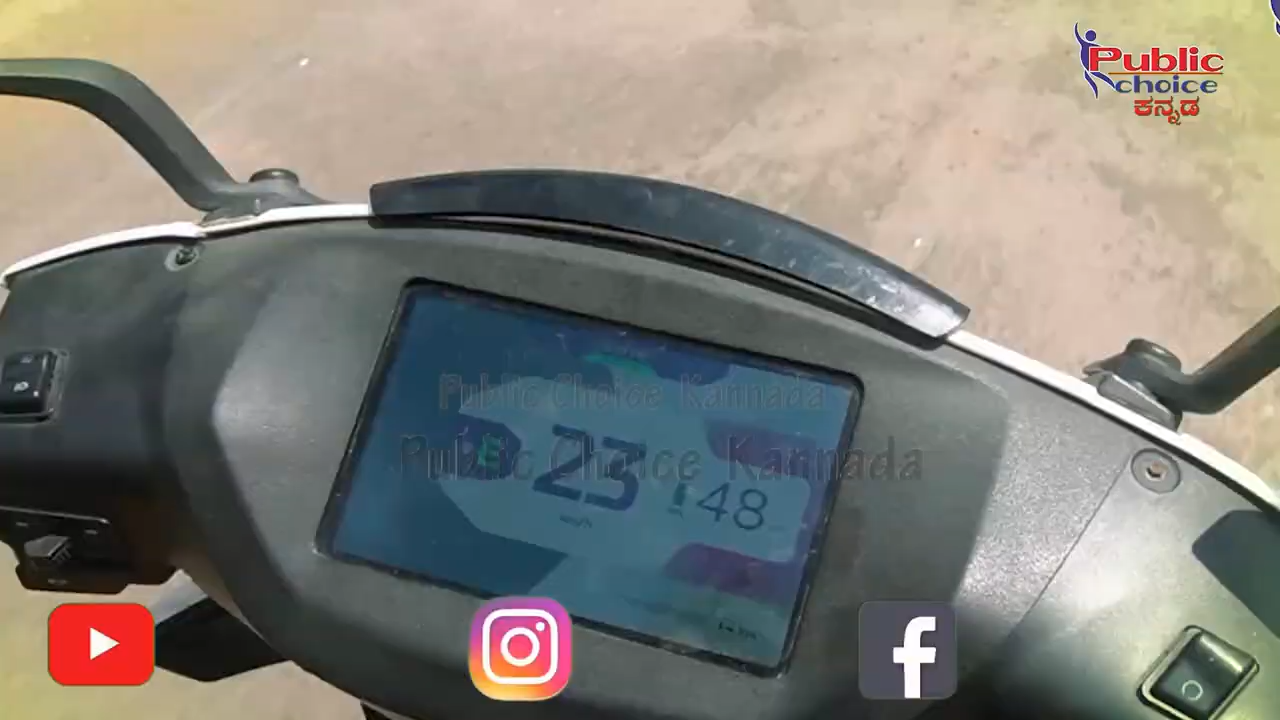 Public
choice
ಕನ್ನಡ
Public Choice Kannada
Public Choice Kannada
23
48